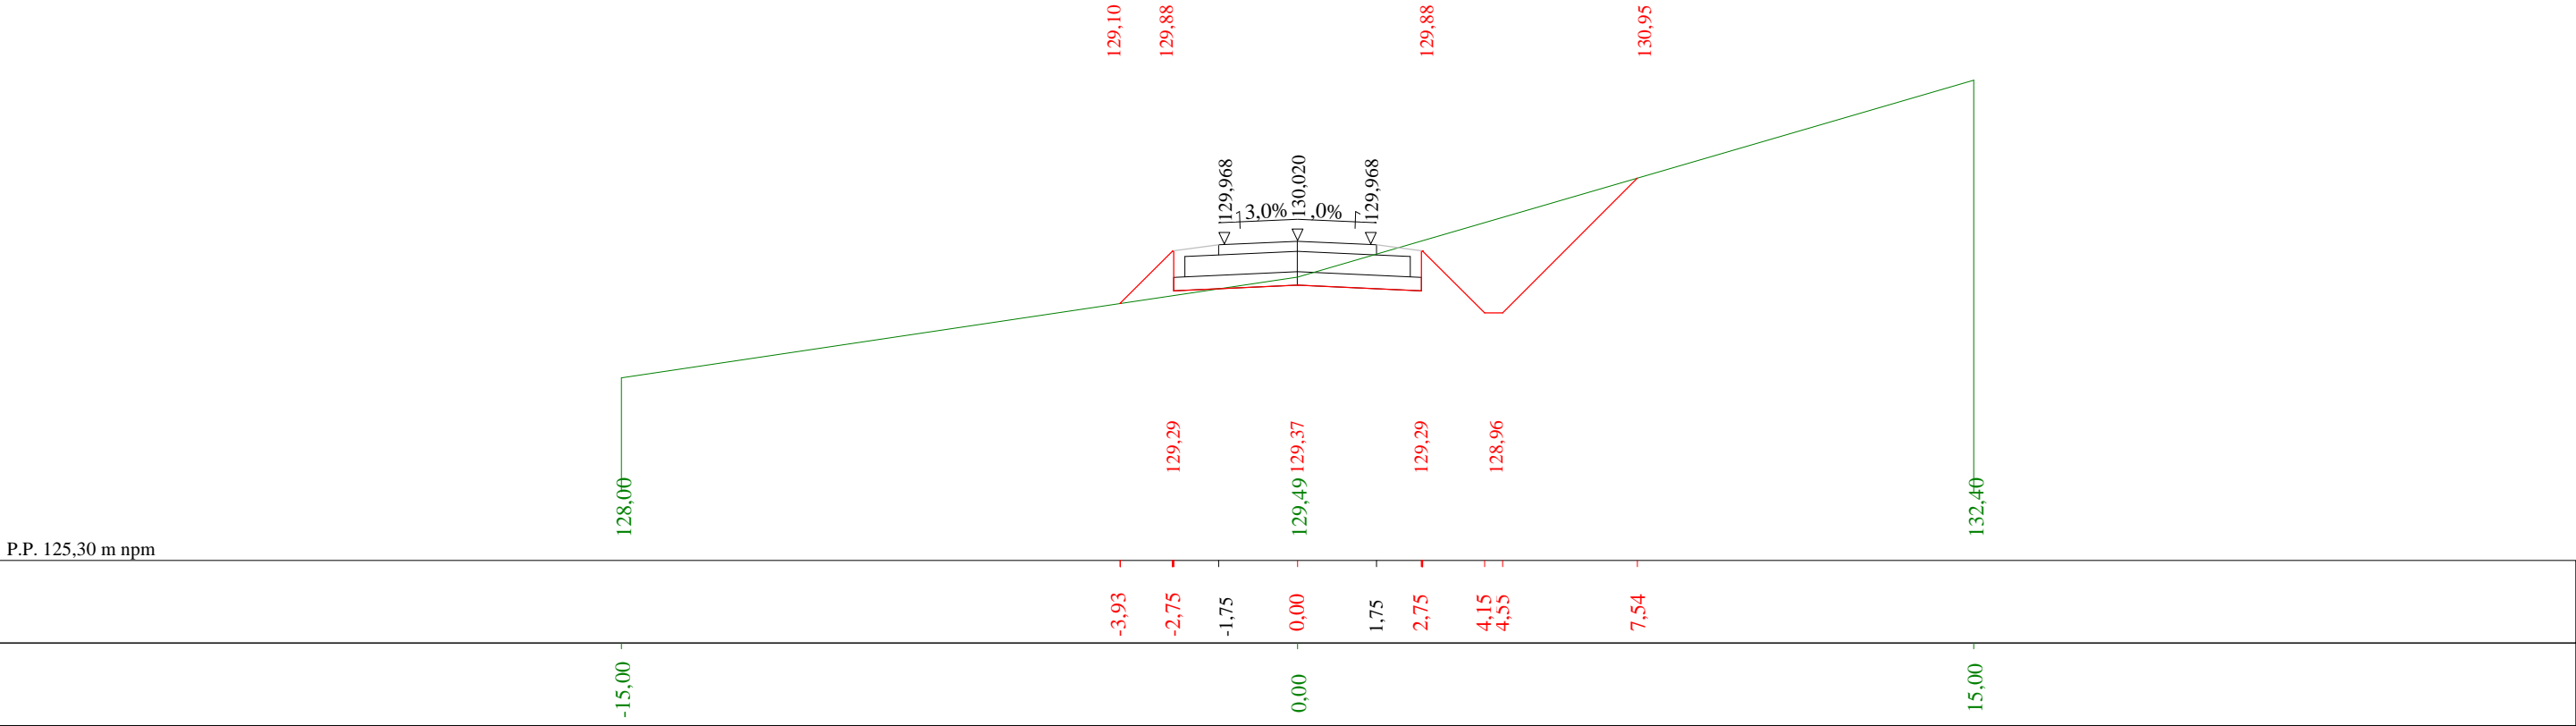 129,10 129,88 129,88 130,95
129,968 130,020 129,968
3,0% ,0%
129,29 129,37 129,29 128,96
128,00 129,49 132,40
P.P. 125,30 m npm
-3,93 -2,75 -1,75 0,00 1,75 2,75 4,15 4,55 7,54
-15,00 0,00 15,00